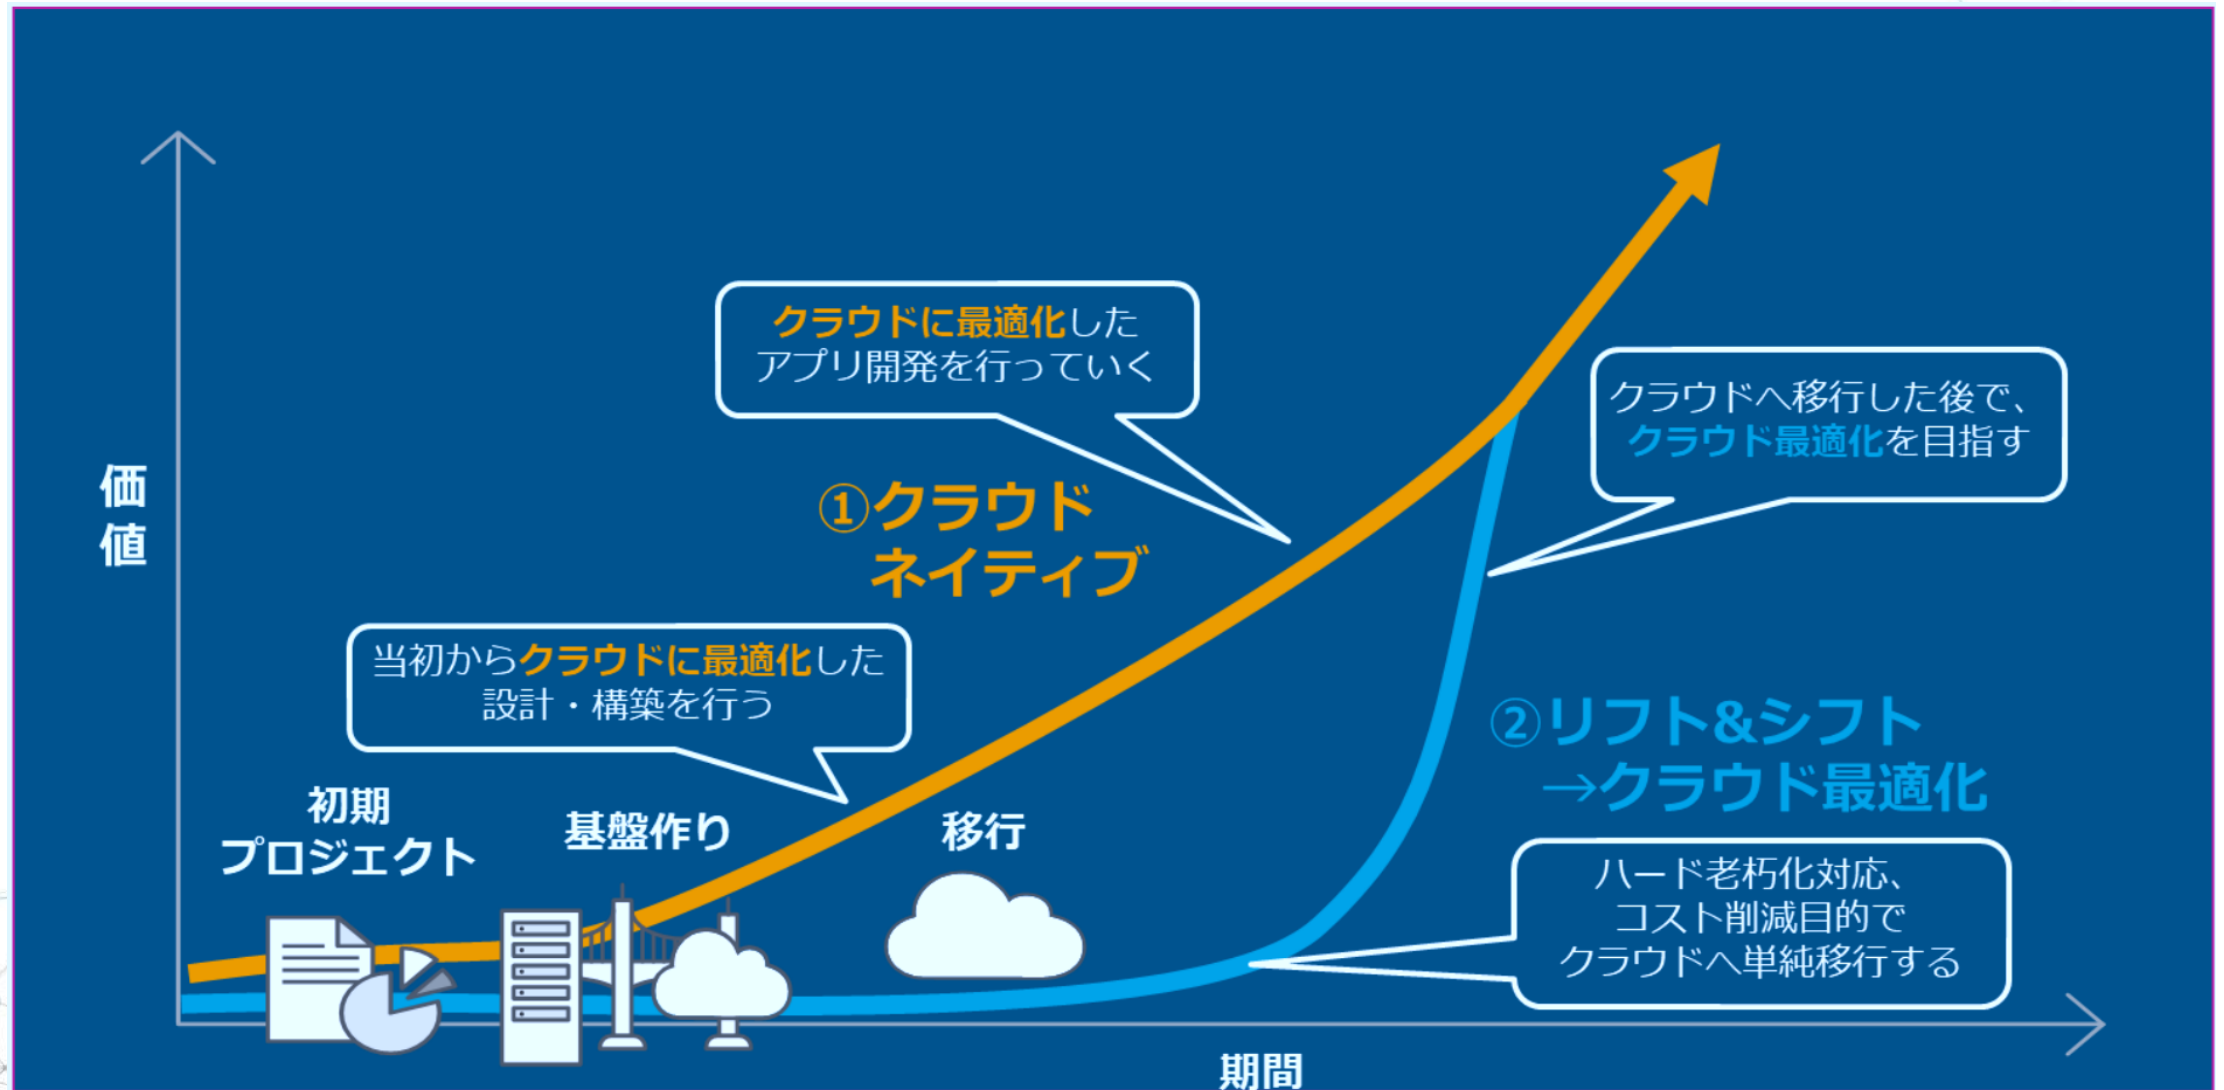 クラウドに最適化した
アプリ開発を行っていく
クラウドへ移行した後で、
クラウド最適化を目指す
価
値
①クラウド
ネイティブ
当初からクラウドに最適化した
設計・構築を行う
②リフト&シフト
→クラウド最適化
初期
プロジェクト
基盤作り
移行
ハード老朽化対応、
コスト削減目的で
クラウドへ単純移行する
期間